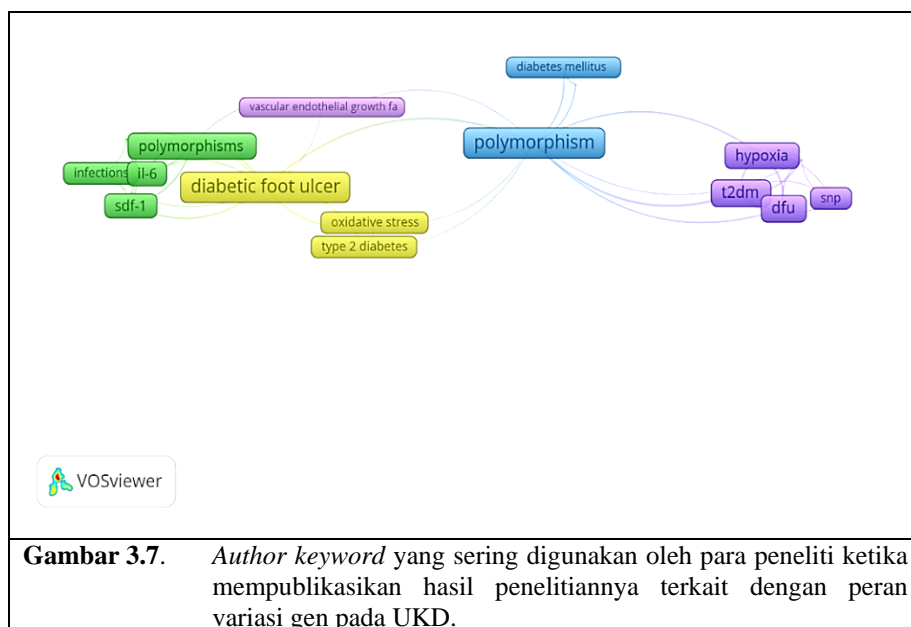 diabetes mellitus
vascular endothelial growth fa
polymorphisms
polymorphism
infections
il-6
hypoxia
diabetic foot ulcer
t2dm
snp
sdf-1
dfu
oxidative stress
type 2 diabetes
VOSviewer
Gambar 3.7. Author keyword yang sering digunakan oleh para peneliti ketika
mempublikasikan hasil penelitiannya terkait dengan peran
variasi gen pada UKD.